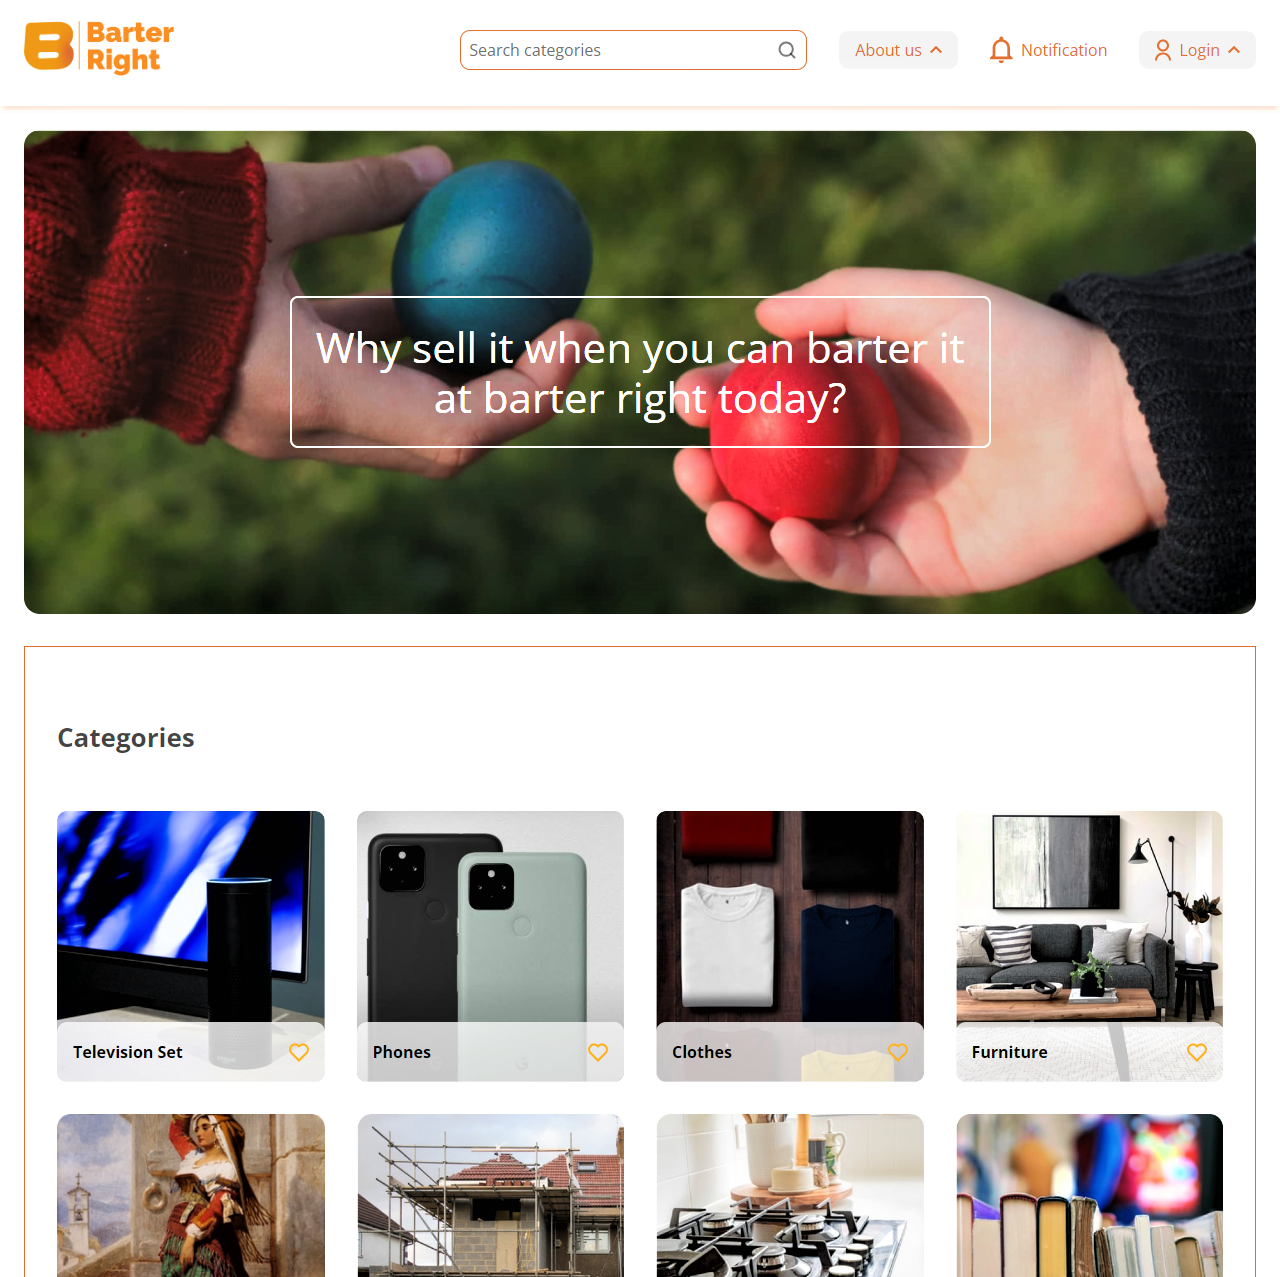 Barter
Right
Search categories
About us
Notification
Login
Why sell it when you can barter it
at barter right today?
Categories
Television Set
Phones
Clothes
Furniture